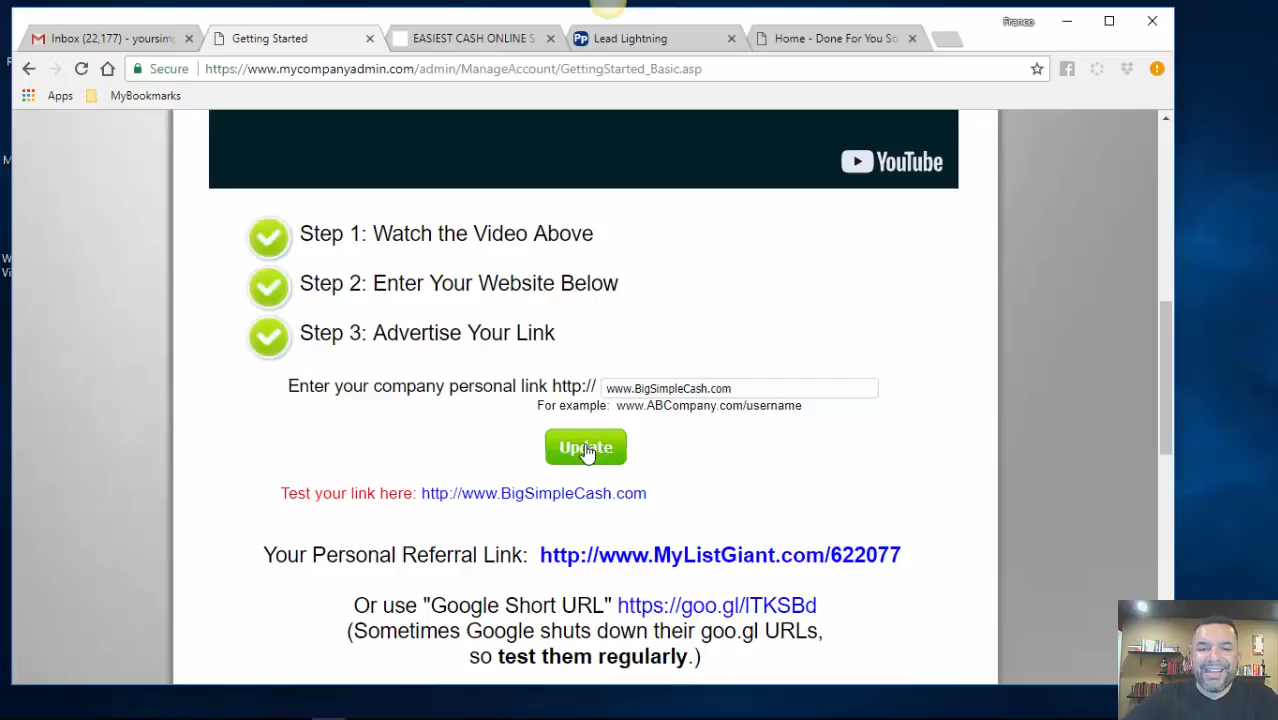 Franco
Inbox (22,177) - yoursimp
Getting Started
EASIEST CASH ONLINE S
Pp Lead Lightning
Home - Done For You So
Secure https://www.mycompanyadmin.com/admin/ManageAccount/GettingStarted_Basic.asp
Apps MyBookmarks
YouTube
Step 1: Watch the Video Above
Step 2: Enter Your Website Below
Step 3: Advertise Your Link
Enter your company personal link http:// www.BigSimpleCash.com
For example: www.ABCompany.com/username
Update
Test your link here: http://www.BigSimpleCash.com
Your Personal Referral Link: http://www.MyListGiant.com/622077
Or use "Google Short URL" https://goo.gl/lTKSBd
(Sometimes Google shuts down their goo.gl URLs,
so test them regularly.)